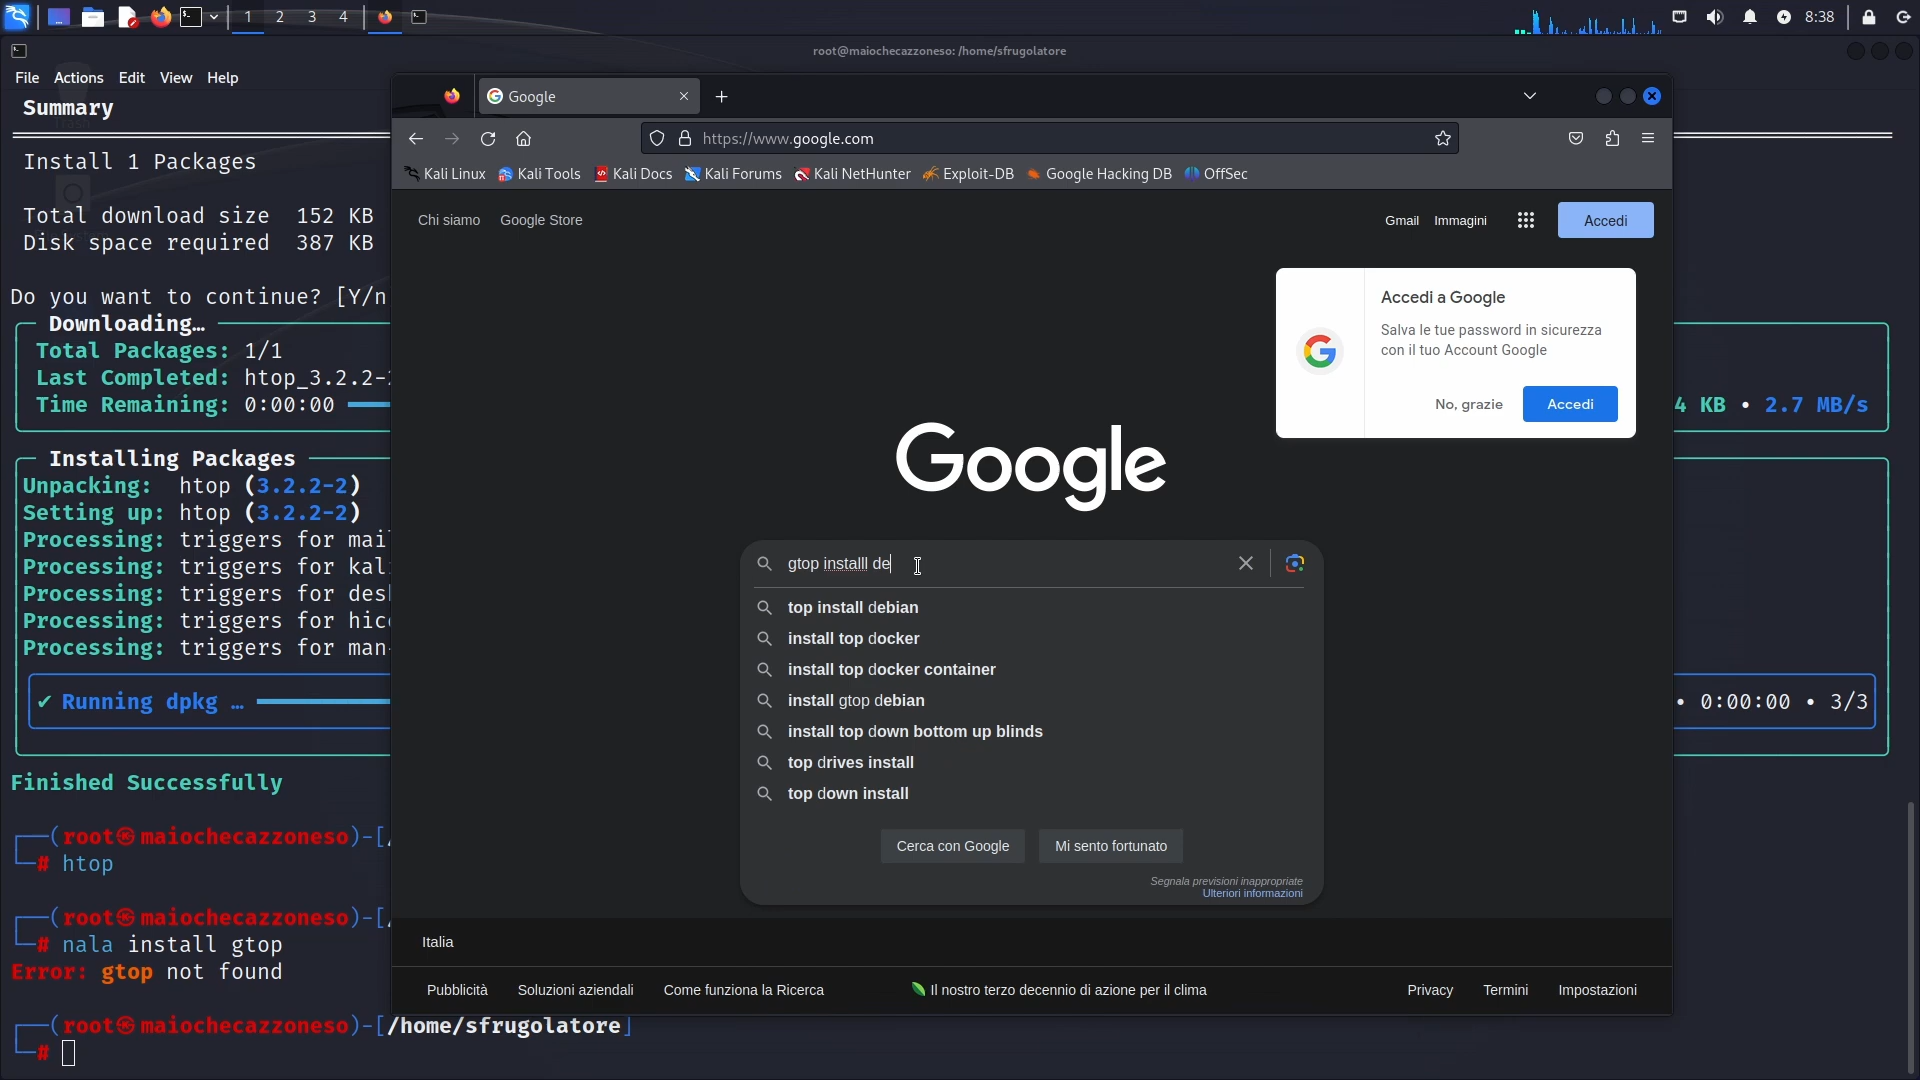 1 2 3 4 8:38
root@maiochecazzoneso: /home/sfrugolatore
File Actions Edit View Help
Summary
Install 1 Packages
Total download size 152 KB
Disk space required 387 KB
Do you want to continue? [Y/n
Downloading…
Total Packages: 1/1
Last Completed: htop_3.2.2-
Time Remaining: 0:00:00
4 KB • 2.7 MB/s
Installing Packages
Unpacking: htop (3.2.2-2)
Setting up: htop (3.2.2-2)
Processing: triggers for mai
Processing: triggers for kal
Processing: triggers for des
Processing: triggers for hic
Processing: triggers for man
✔ Running dpkg …
• 0:00:00 • 3/3
Finished Successfully
┌──(root㉿maiochecazzoneso)-[
└─# htop
┌──(root㉿maiochecazzoneso)-[
└─# nala install gtop
Error: gtop not found
┌──(root㉿maiochecazzoneso)-[/home/sfrugolatore]
└─#
Google
https://www.google.com
Kali Linux Kali Tools Kali Docs Kali Forums Kali NetHunter Exploit-DB Google Hacking DB OffSec
Chi siamo Google Store Gmail Immagini Accedi
Accedi a Google
Salva le tue password in sicurezza
con il tuo Account Google
No, grazie Accedi
Google
gtop installl de
top install debian
install top docker
install top docker container
install gtop debian
install top down bottom up blinds
top drives install
top down install
Cerca con Google Mi sento fortunato
Segnala previsioni inappropriate
Ulteriori informazioni
Italia
Pubblicità Soluzioni aziendali Come funziona la Ricerca Il nostro terzo decennio di azione per il clima Privacy Termini Impostazioni